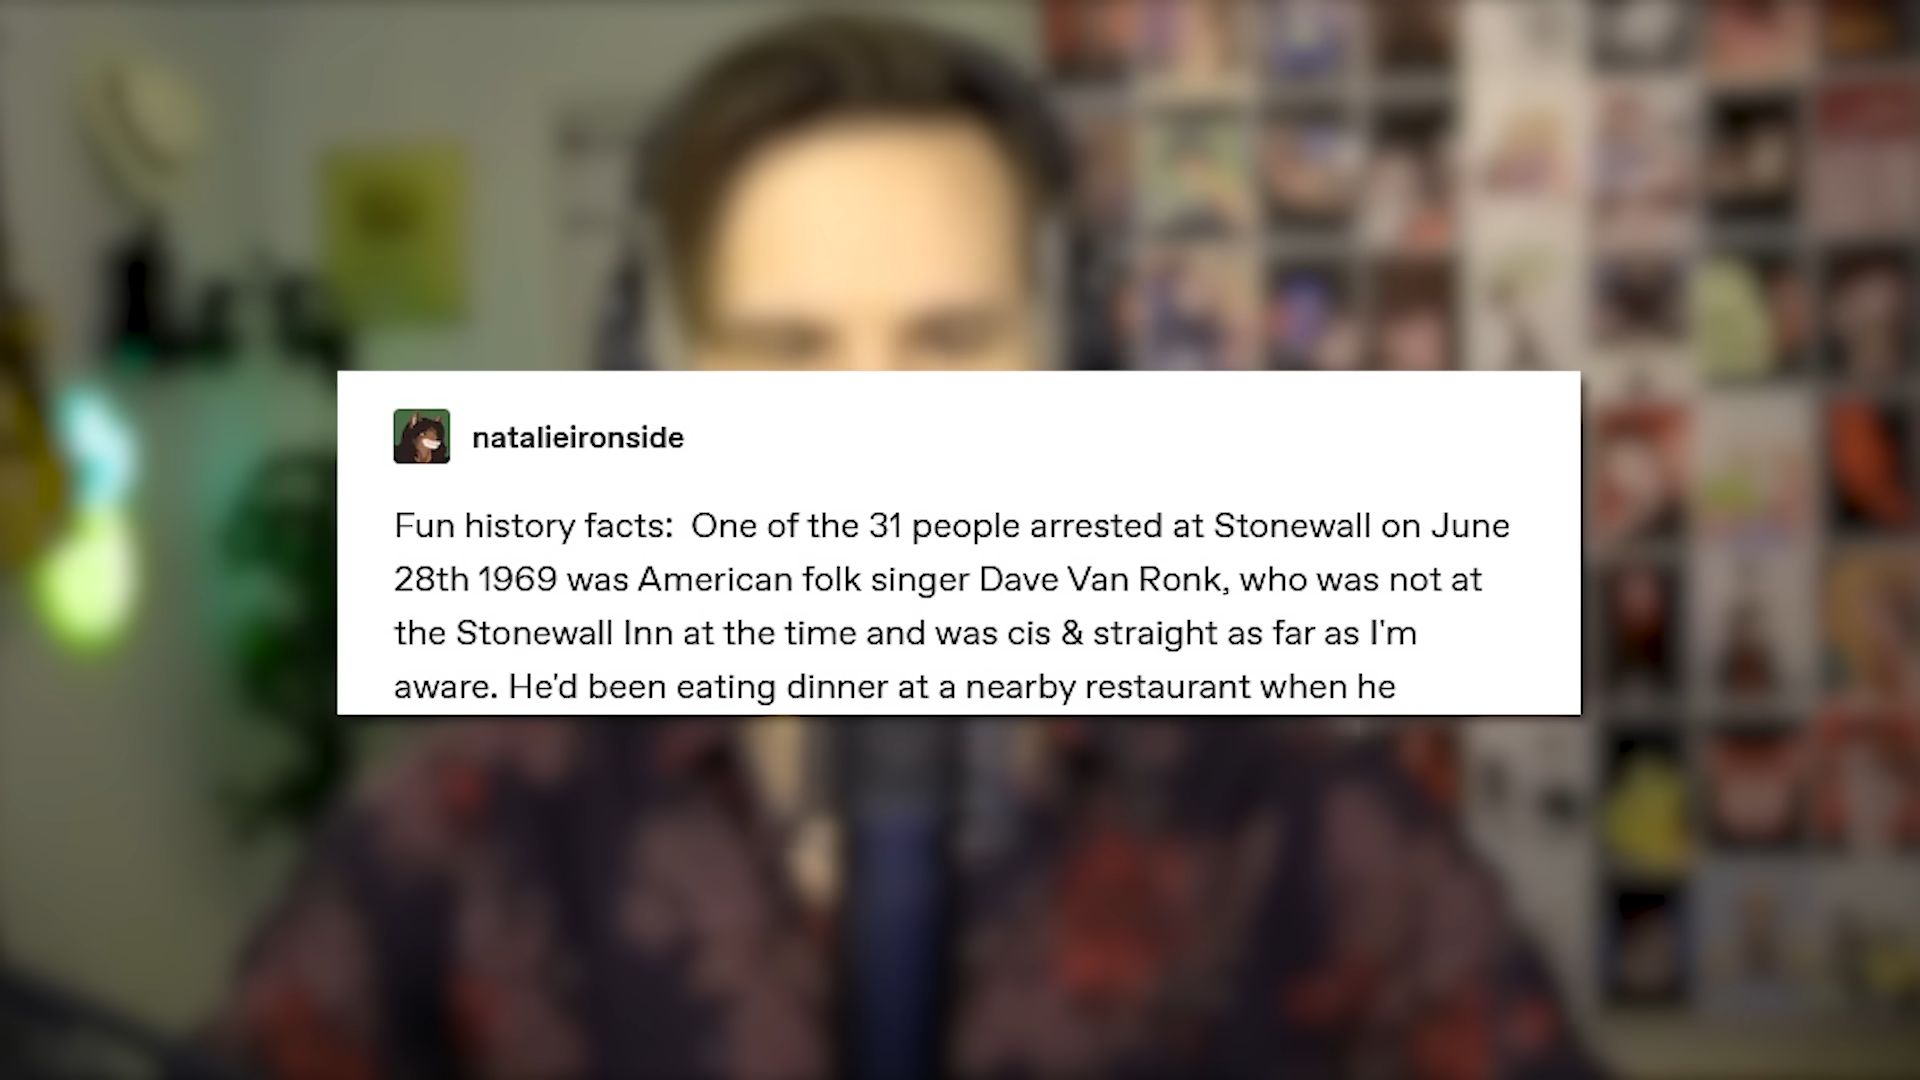 natalieironside
Fun history facts:  One of the 31 people arrested at Stonewall on June
28th 1969 was American folk singer Dave Van Ronk, who was not at
the Stonewall Inn at the time and was cis & straight as far as I'm
aware. He'd been eating dinner at a nearby restaurant when he